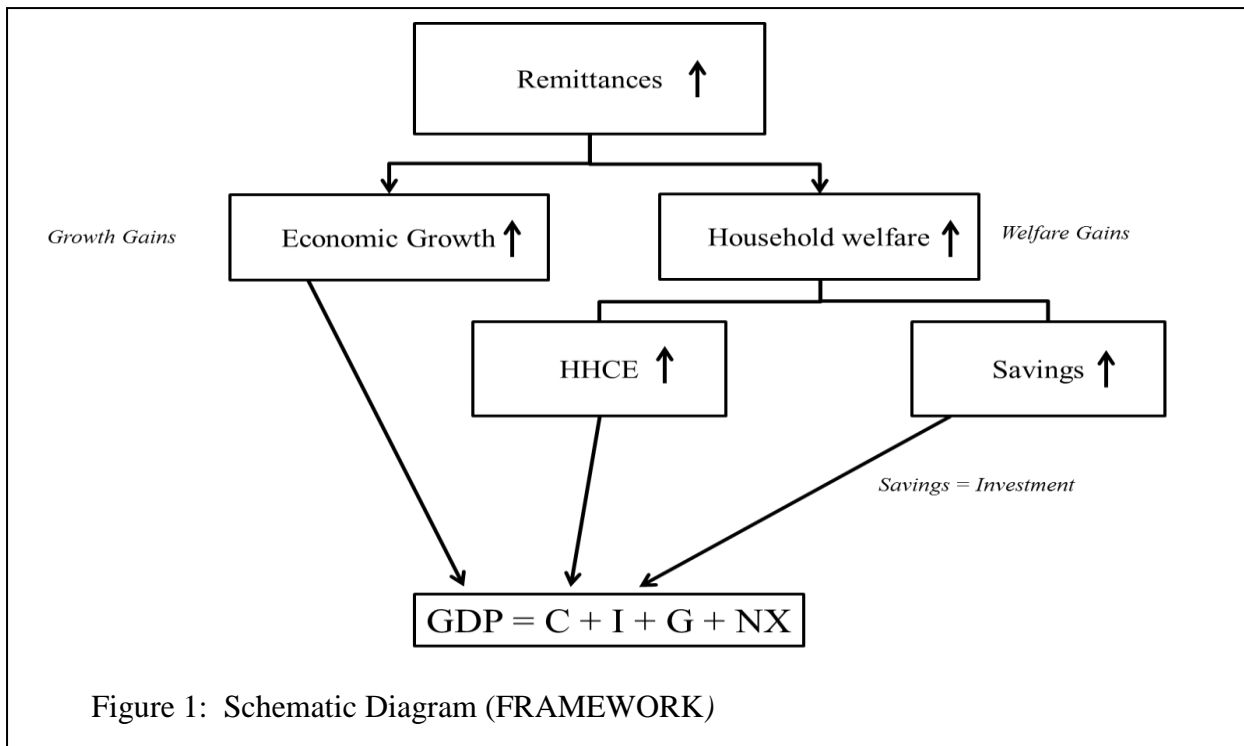 Remittances ↑
Growth Gains
Economic Growth ↑
Household welfare ↑
Welfare Gains
HHCE ↑
Savings ↑
Savings = Investment
GDP = C + I + G + NX
Figure 1: Schematic Diagram (FRAMEWORK)